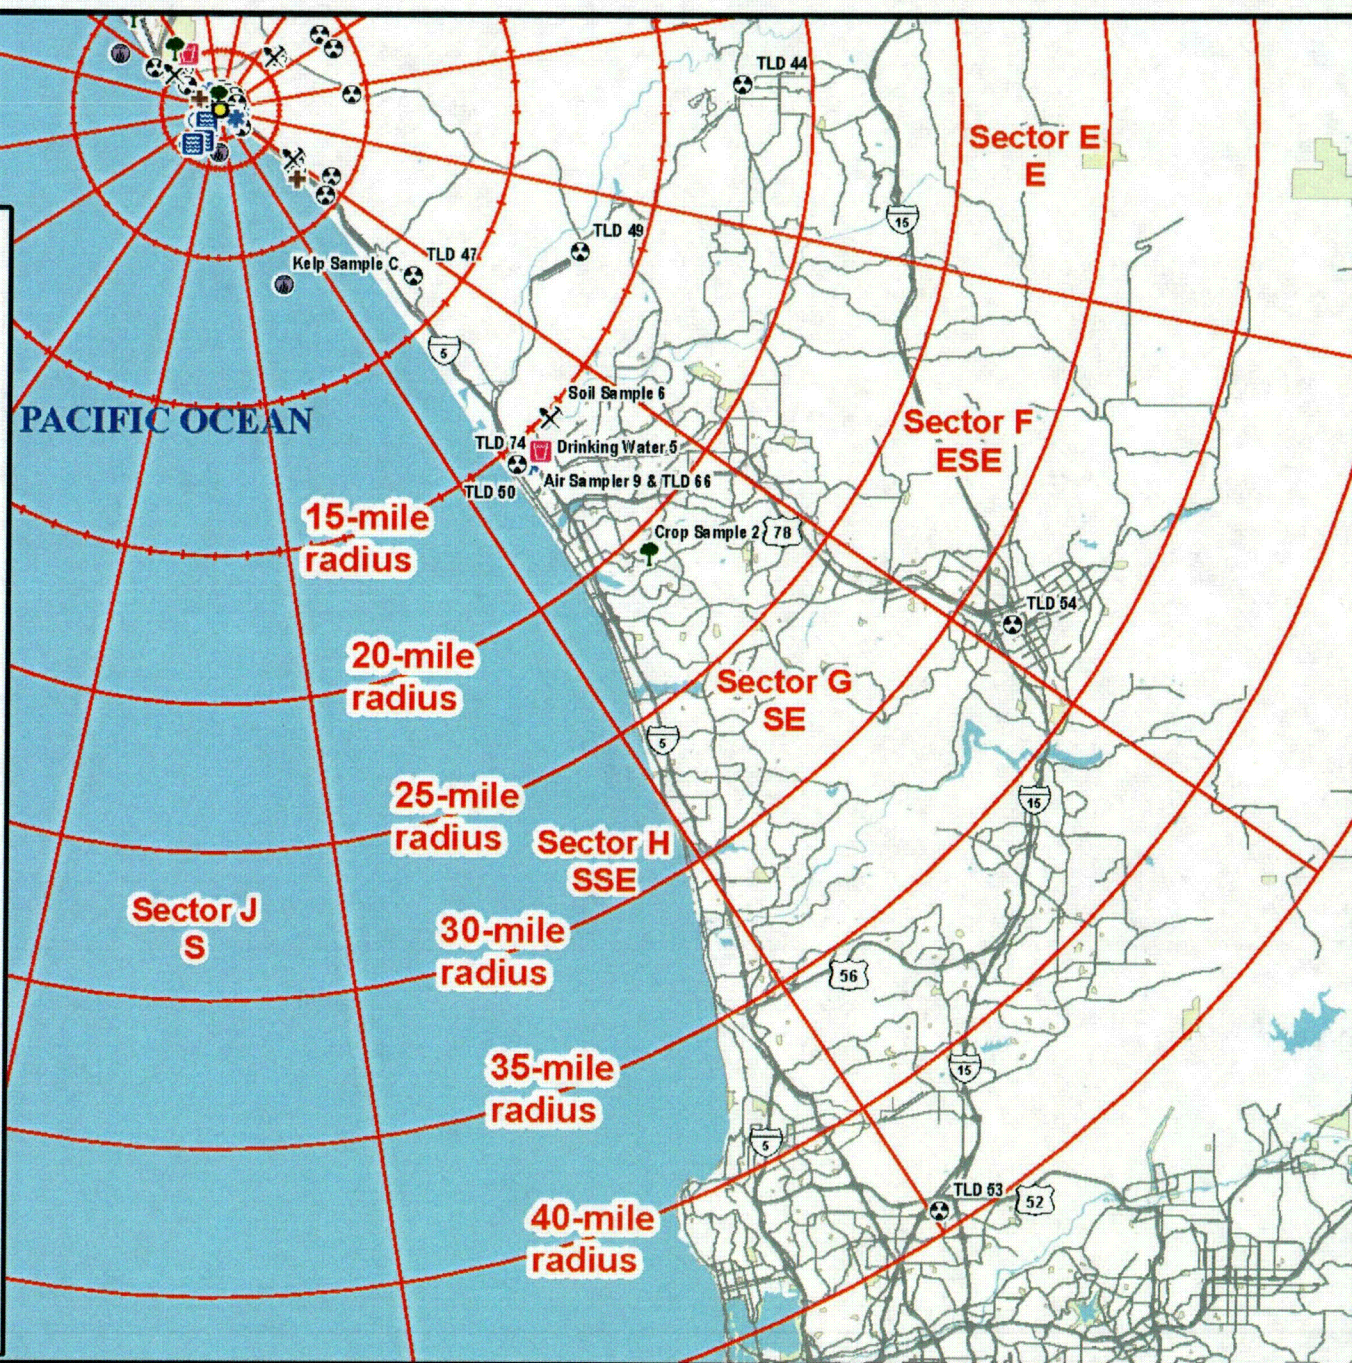 TLD 44
Sector E
E
15
TLD 49
TLD 47
Kelp Sample C
5
Soil Sample 6
PACIFIC OCEAN
Sector F
ESE
TLD 74
Drinking Water 5
Air Sampler 9 & TLD 66
TLD 50
15-mile
radius
Crop Sample 2
78
TLD 54
20-mile
radius
Sector G
SE
5
25-mile
radius
15
Sector H
SSE
Sector J
S
30-mile
radius
56
35-mile
radius
15
5
TLD 53
52
40-mile
radius